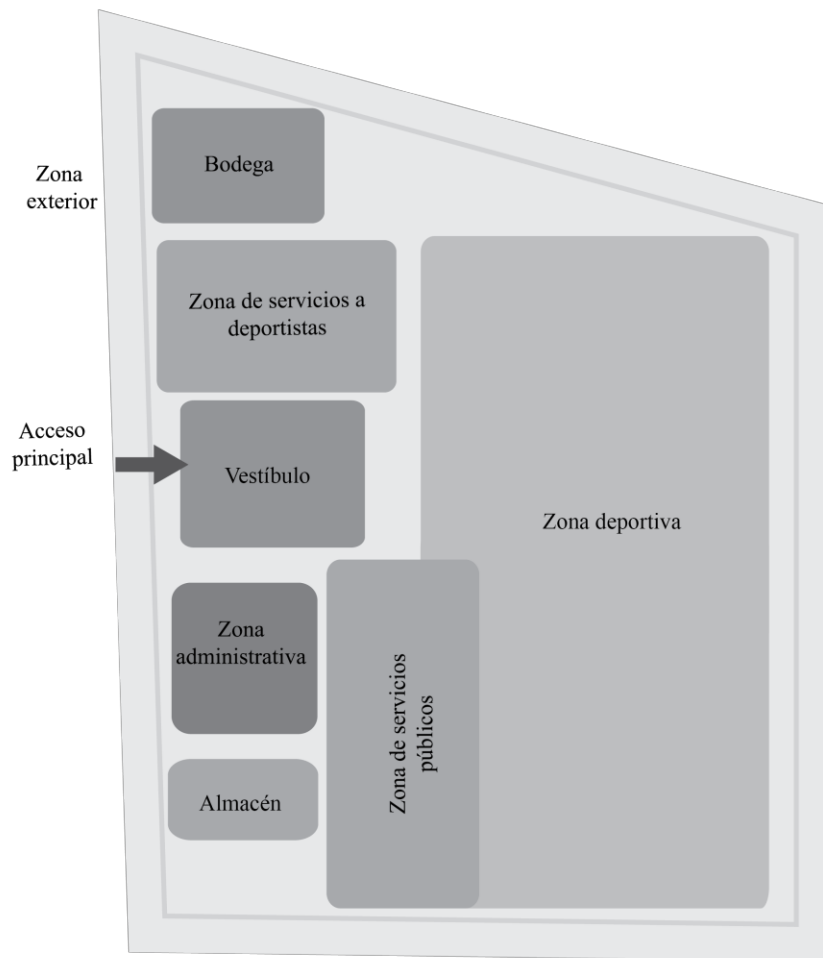 Bodega
Zona
exterior
Zona de servicios a
deportistas
Acceso
principal
Vestíbulo
Zona deportiva
Zona
administrativa
Zona de servicios
públicos
Almacén